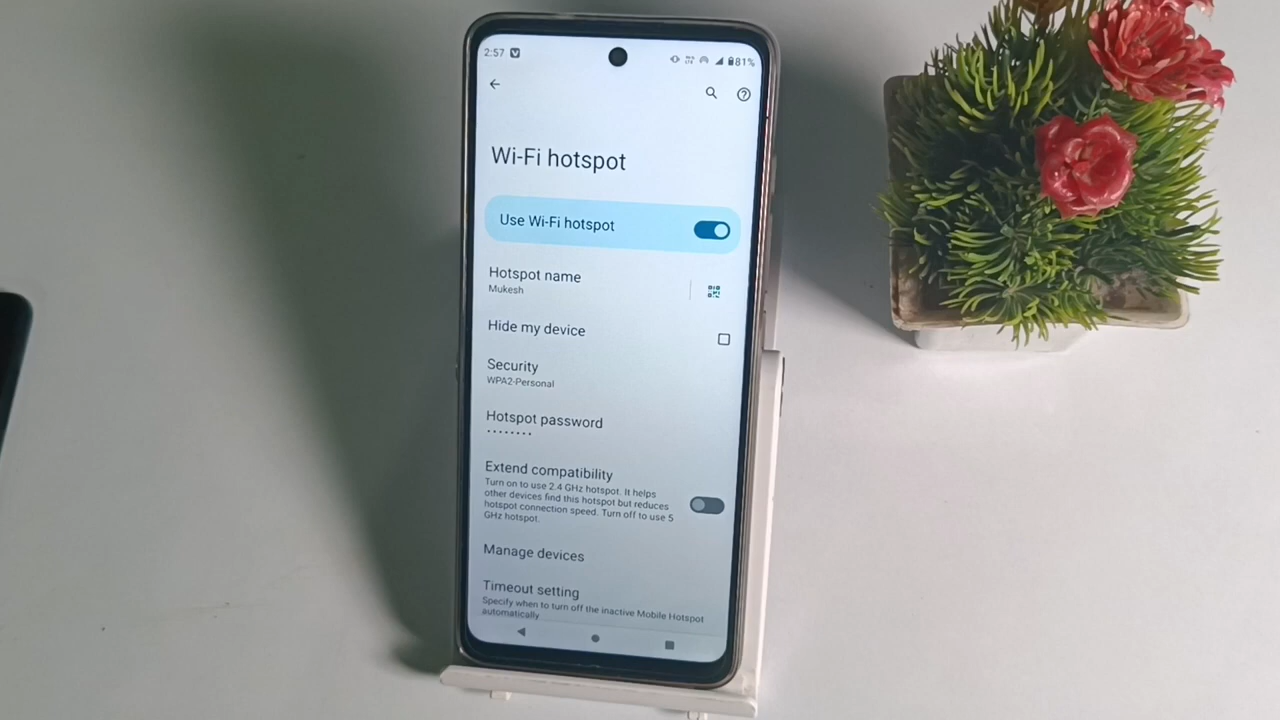 2:57
81%
Wi-Fi hotspot
Use Wi-Fi hotspot
Hotspot name
Mukesh
Hide my device
Security
WPA2-Personal
Hotspot password
Extend compatibility
Turn on to use 2.4 GHz hotspot. It helps
other devices find this hotspot but reduces
hotspot connection speed. Turn off to use 5
GHz hotspot.
Manage devices
Timeout setting
Specify when to turn off the inactive Mobile Hotspot
automatically